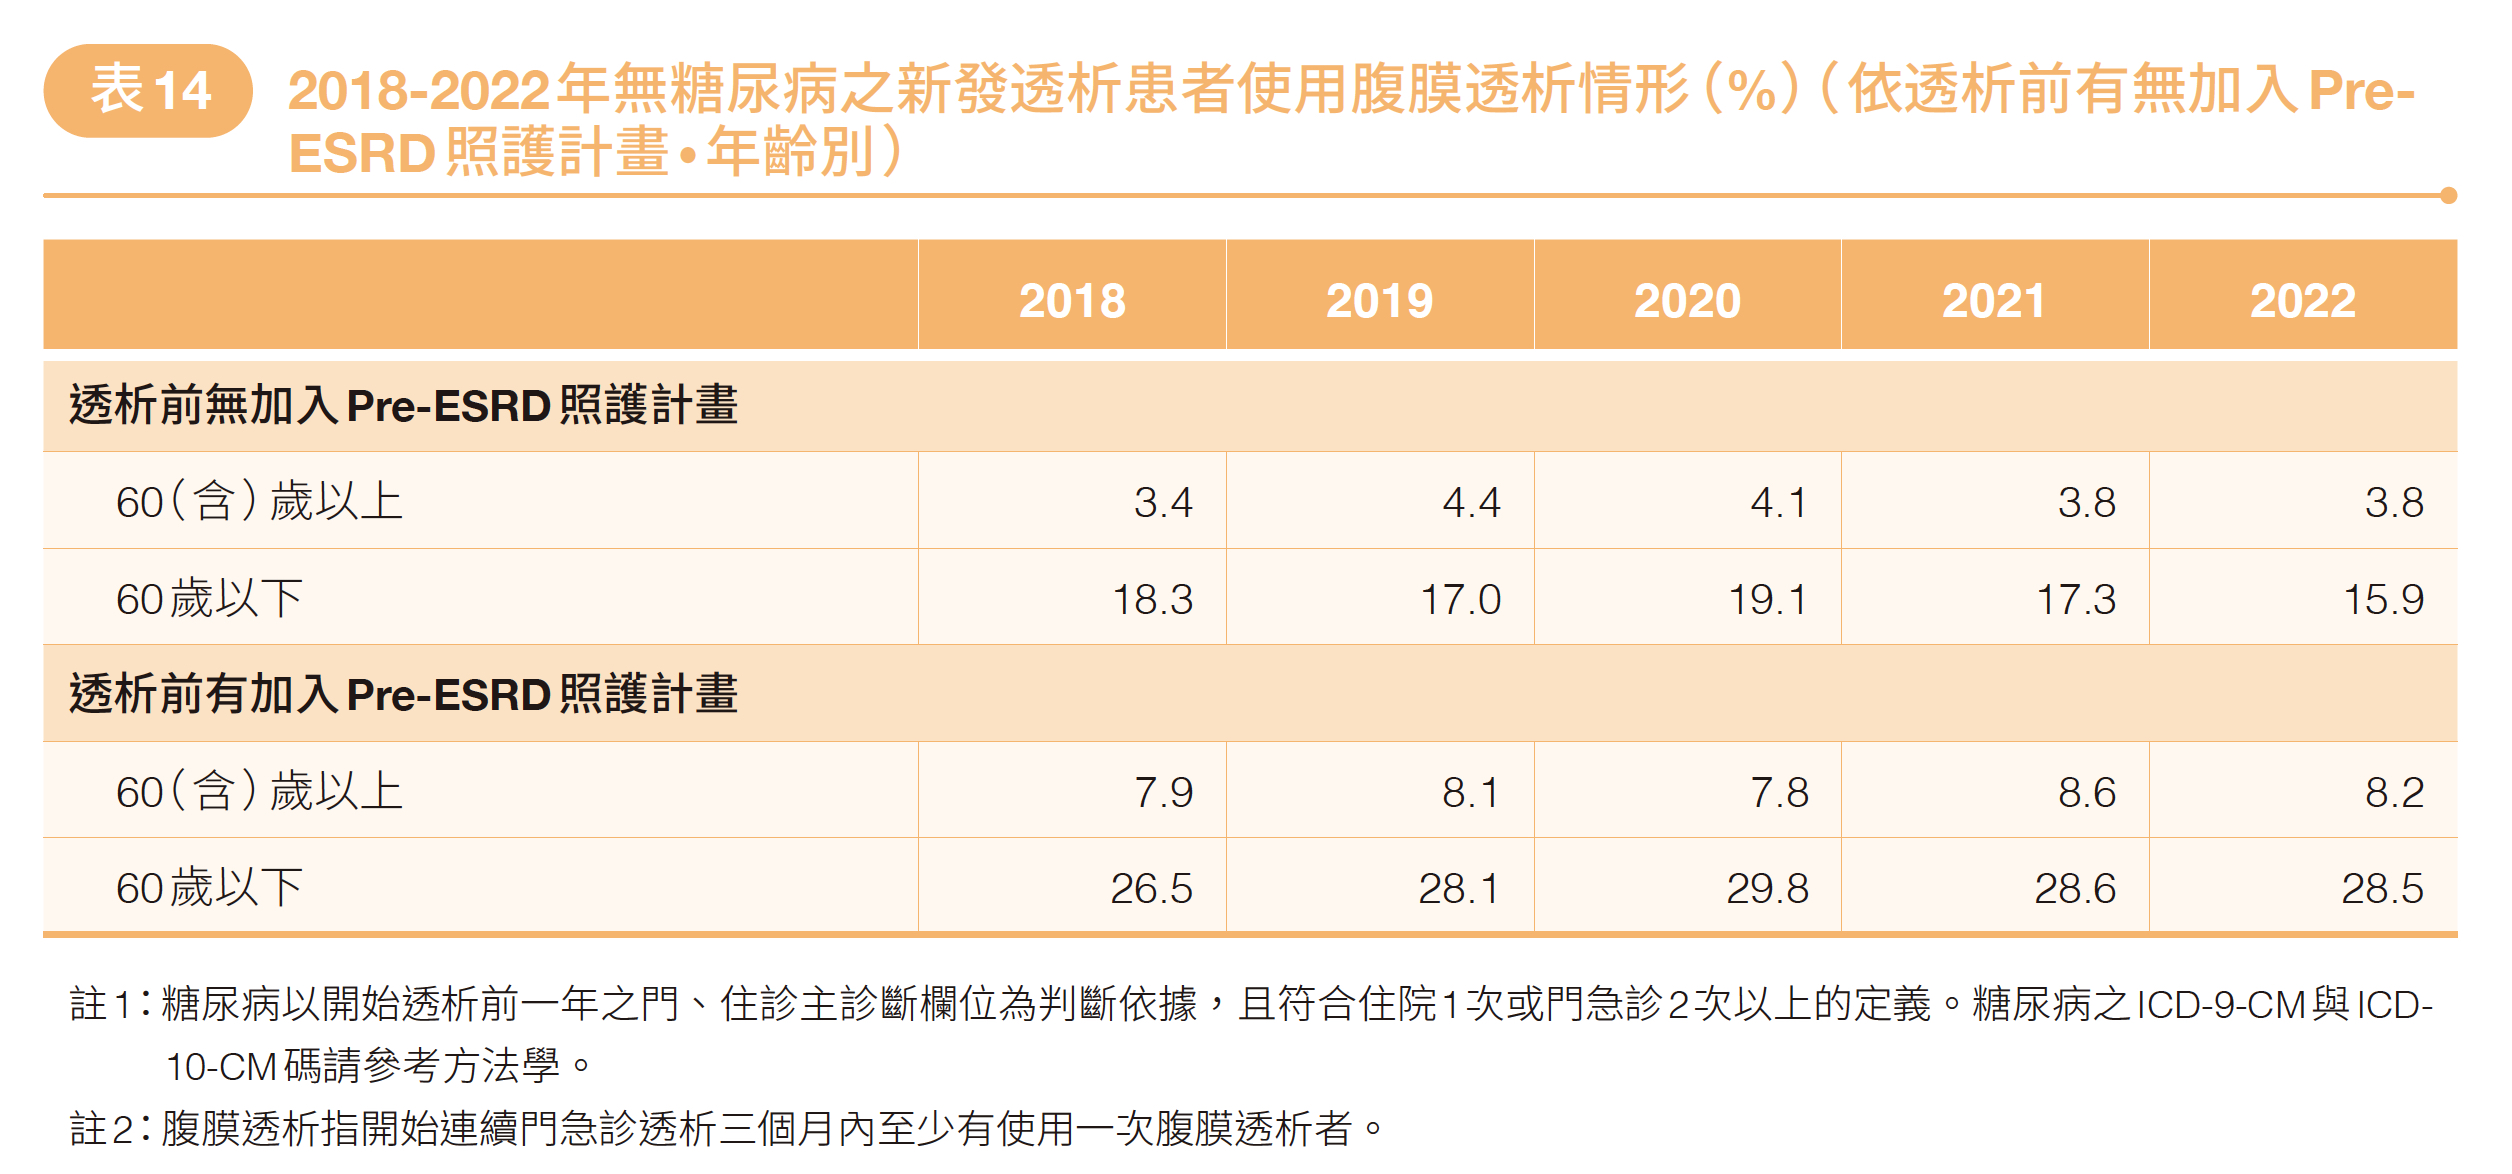 表14
2018-2022年無糖尿病之新發透析患者使用腹膜透析情形(%)(依透析前有無加入Pre-
ESRD照護計畫•年齡別)
2018 2019 2020 2021 2022
透析前無加入Pre-ESRD照護計畫
60(含)歲以上 3.4 4.4 4.1 3.8 3.8
60歲以下 18.3 17.0 19.1 17.3 15.9
透析前有加入Pre-ESRD照護計畫
60(含)歲以上 7.9 8.1 7.8 8.6 8.2
60歲以下 26.5 28.1 29.8 28.6 28.5
註1:糖尿病以開始透析前一年之門、住診主診斷欄位為判斷依據,且符合住院1次或門急診2次以上的定義。糖尿病之ICD-9-CM與ICD-
10-CM碼請參考方法學。
註2:腹膜透析指開始連續門急診透析三個月內至少有使用一次腹膜透析者。